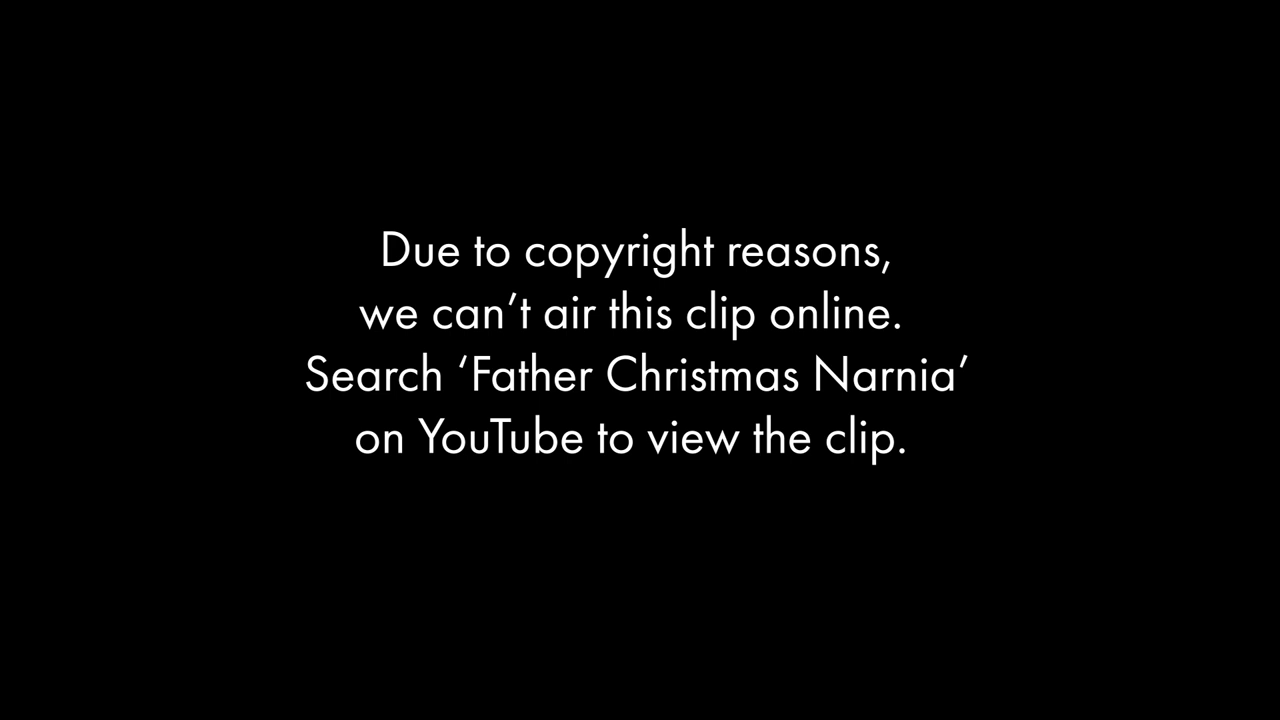 Due to copyright reasons,
we can’t air this clip online.
Search ‘Father Christmas Narnia’
on YouTube to view the clip.